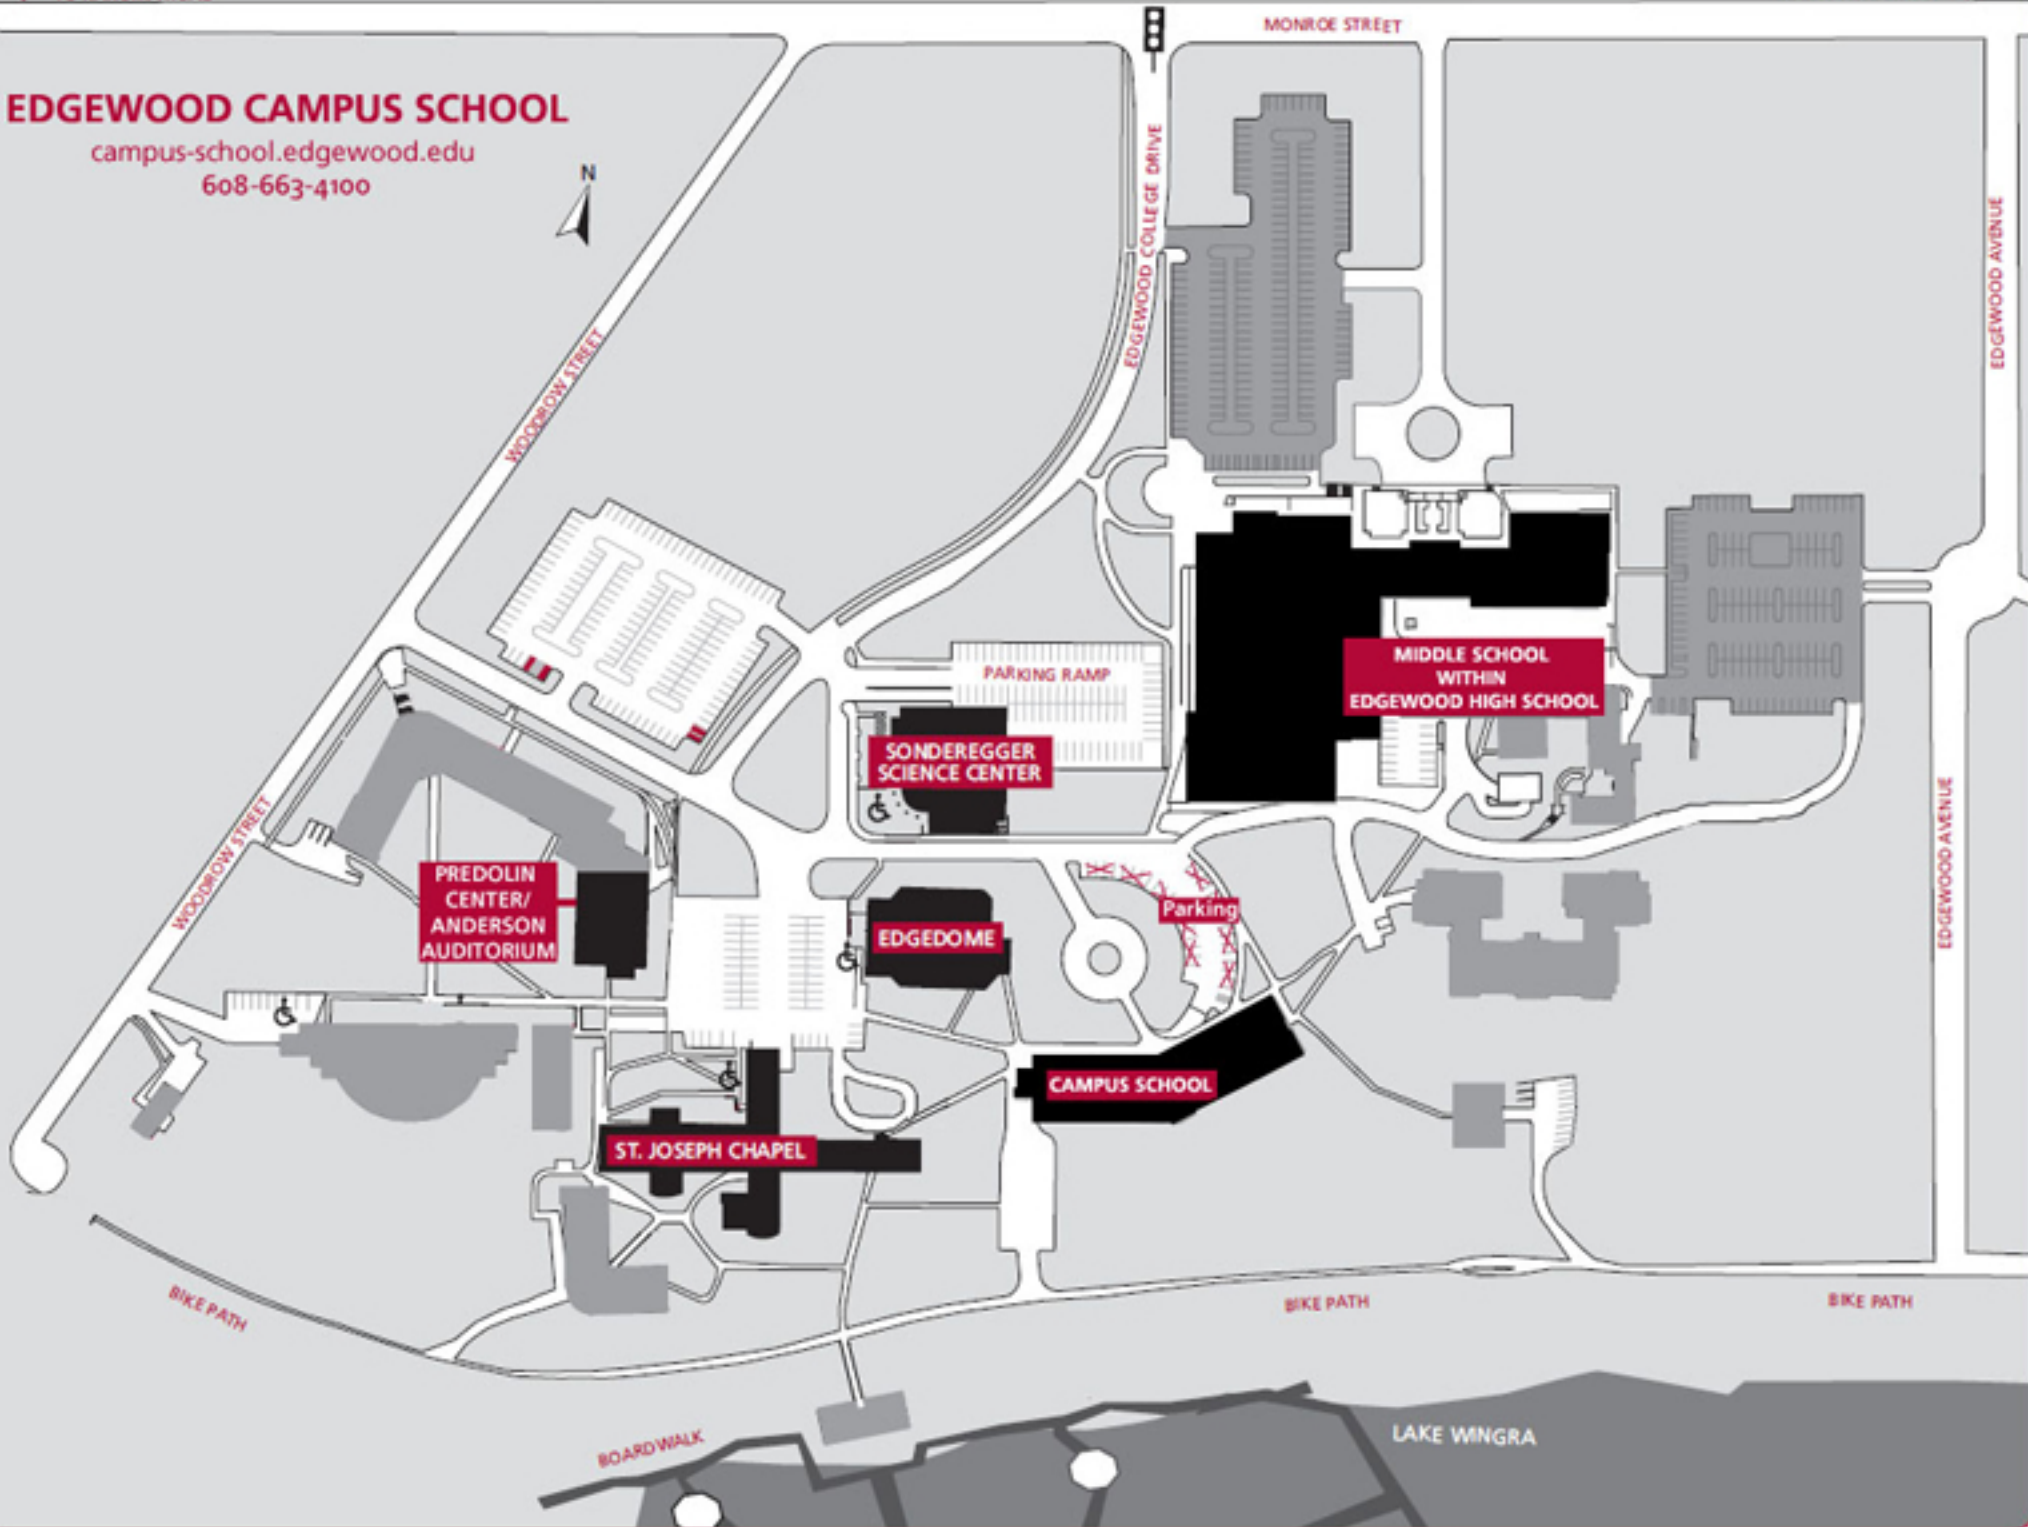 MONROE STREET
EDGEWOOD CAMPUS SCHOOL
campus-school.edgewood.edu
608-663-4100
N
EDGEWOOD COLLEGE DRIVE
EDGEWOOD AVENUE
WOODROW STREET
PARKING RAMP
MIDDLE SCHOOL
WITHIN
EDGEWOOD HIGH SCHOOL
SONDEREGGER
SCIENCE CENTER
WOODROW STREET
PREDOLIN
CENTER/
ANDERSON
AUDITORIUM
EDGEDOME
Parking
EDGEWOOD AVENUE
CAMPUS SCHOOL
ST. JOSEPH CHAPEL
BIKE PATH
BIKE PATH
BIKE PATH
BOARDWALK
LAKE WINGRA